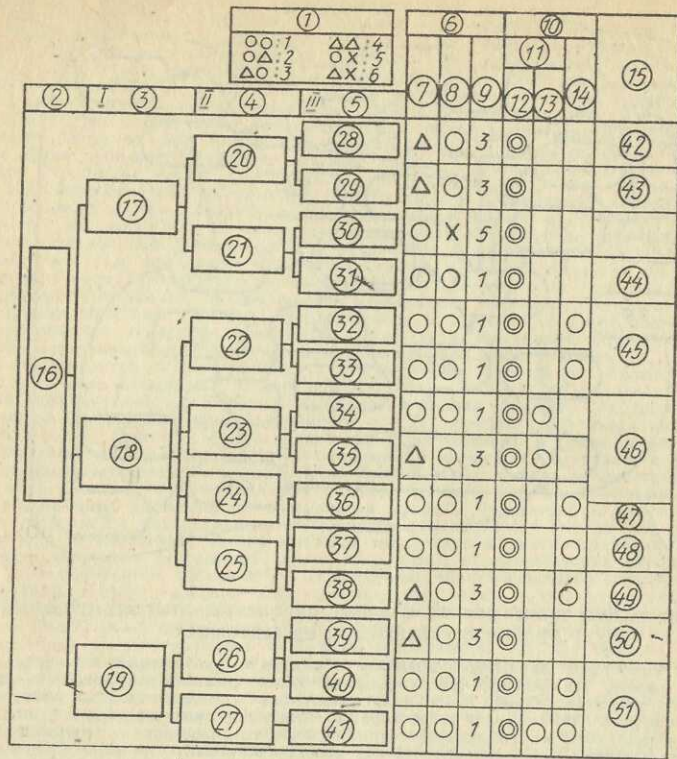 ① ⑥ ⑩
○○:1 △△:4 ⑪ ⑮
○△:2 ○X:5
△○:3 △X:6
② I ③ II ④ III ⑤ ⑦ ⑧ ⑨ ⑫ ⑬ ⑭
㉘ △ ○ 3 ◎ ㊷
⑳
⑰ ㉙ △ ○ 3 ◎ ㊸
㉚ ○ X 5 ◎
㉑
㉛ ○ ○ 1 ◎ ㊹
㉜ ○ ○ 1 ◎ ○
⑯ ㉒ ㊺
㉝ ○ ○ 1 ◎ ○
㉞ ○ ○ 1 ◎ ○
⑱ ㉓ ㊻
㉟ △ ○ 3 ◎ ○
㉔ ㊱ ○ ○ 1 ◎ ○ ㊼
㊲ ○ ○ 1 ◎ ○ ㊽
㉕
㊳ △ ○ 3 ◎ ○ ㊾
㊴ △ ○ 3 ◎ ㊿
⑲ ㉖
(40) ○ ○ 1 ◎ ○
㉗ (51)
(41) ○ ○ 1 ◎ ○ ○